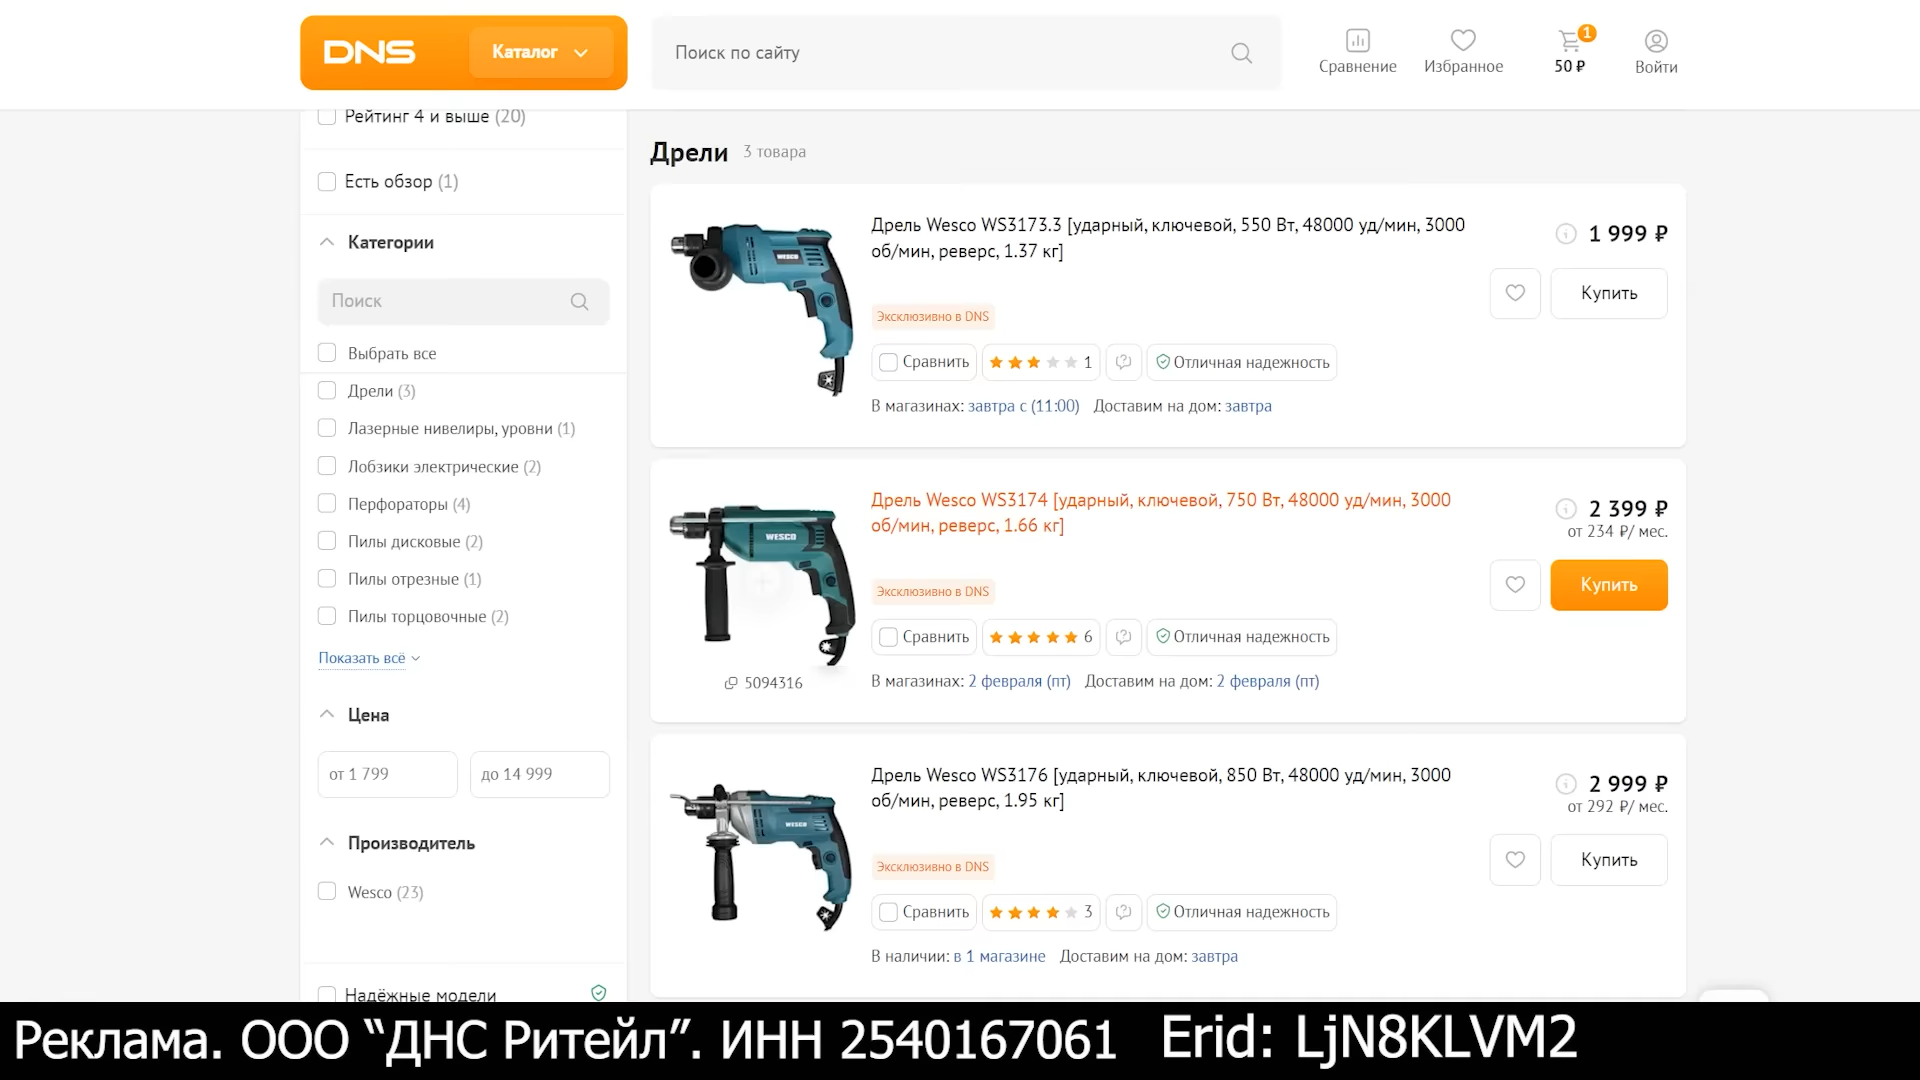 DNS
Каталог
Поиск по сайту
Сравнение
Избранное
1
50 ₽
Войти
Рейтинг 4 и выше (20)
Есть обзор (1)
Категории
Поиск
Выбрать все
Дрели (3)
Лазерные нивелиры, уровни (1)
Лобзики электрические (2)
Перфораторы (4)
Пилы дисковые (2)
Пилы отрезные (1)
Пилы торцовочные (2)
Показать всё
Цена
от 1 799
до 14 999
Производитель
Wesco (23)
Надёжные модели
Дрели 3 товара
WESCO
Дрель Wesco WS3173.3 [ударный, ключевой, 550 Вт, 48000 уд/мин, 3000
об/мин, реверс, 1.37 кг]
1 999 ₽
Купить
Эксклюзивно в DNS
Сравнить
1
Отличная надежность
В магазинах: завтра с (11:00) Доставим на дом: завтра
WESCO
5094316
Дрель Wesco WS3174 [ударный, ключевой, 750 Вт, 48000 уд/мин, 3000
об/мин, реверс, 1.66 кг]
2 399 ₽
от 234 ₽/ мес.
Купить
Эксклюзивно в DNS
Сравнить
6
Отличная надежность
В магазинах: 2 февраля (пт) Доставим на дом: 2 февраля (пт)
WESCO
Дрель Wesco WS3176 [ударный, ключевой, 850 Вт, 48000 уд/мин, 3000
об/мин, реверс, 1.95 кг]
2 999 ₽
от 292 ₽/ мес.
Купить
Эксклюзивно в DNS
Сравнить
3
Отличная надежность
В наличии: в 1 магазине Доставим на дом: завтра
Реклама. ООО “ДНС Ритейл”. ИНН 2540167061 Erid: LjN8KLVM2